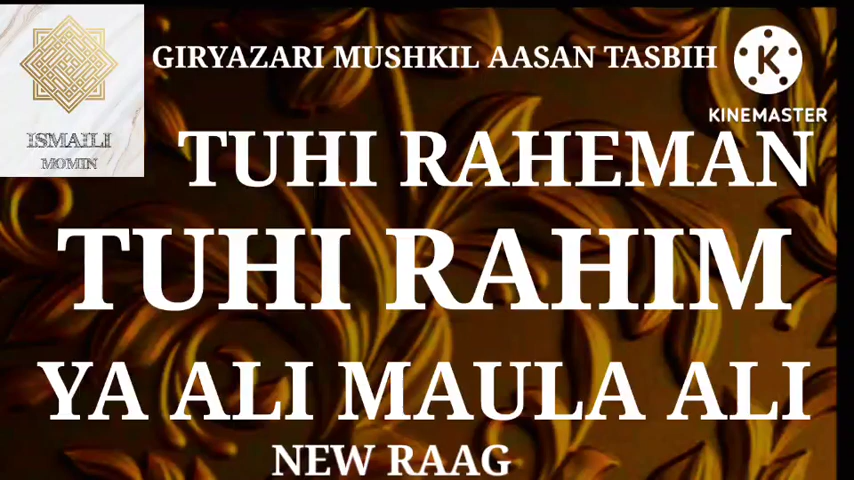 GIRYAZARI MUSHKIL AASAN TASBIH
K
KINEMASTER
ISMAILI
MOMIN
TUHI RAHEMAN
TUHI RAHIM
YA ALI MAULA ALI
NEW RAAG